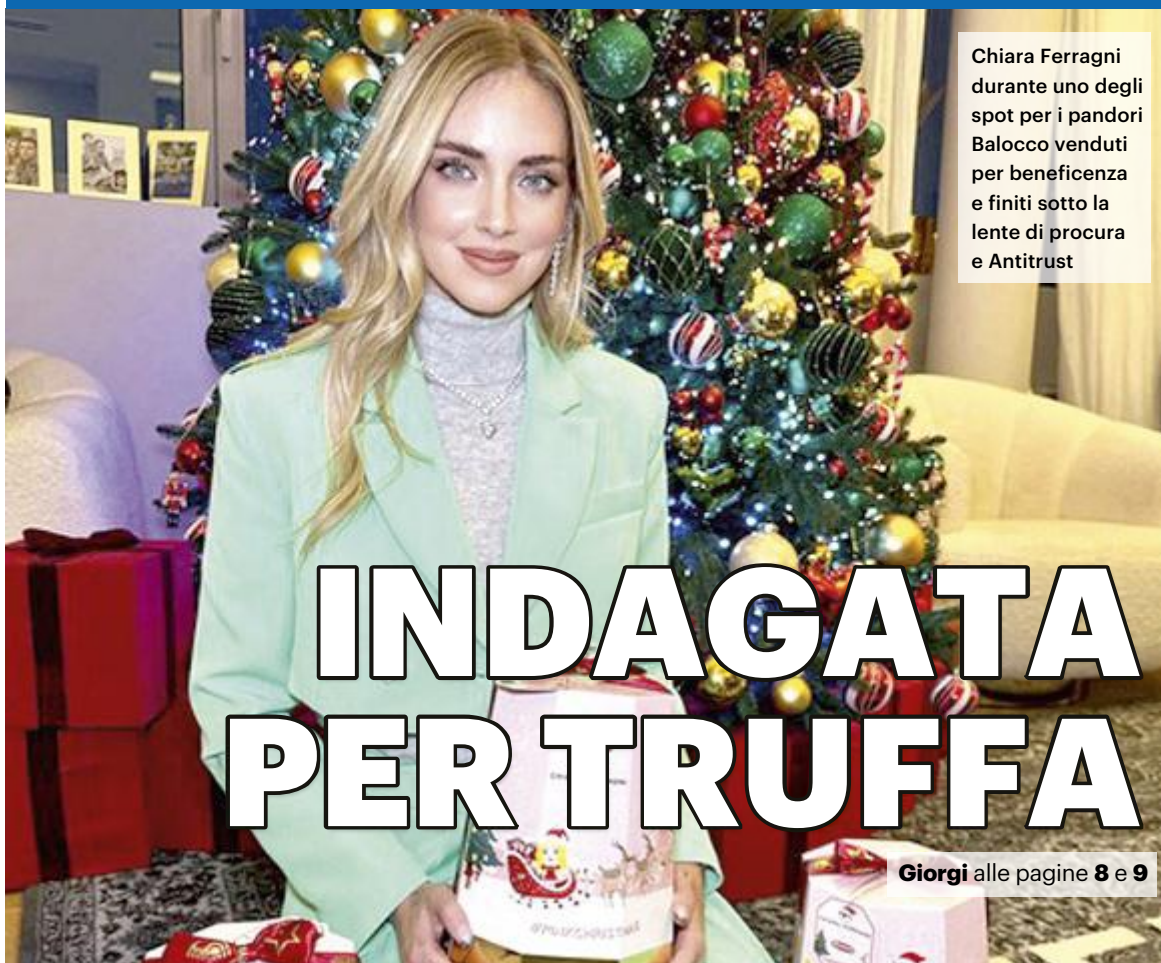 Chiara Ferragni
durante uno degli
spot per i pandori
Balocco venduti
per beneficenza
e finiti sotto la
lente di procura
e Antitrust
INDAGATA
PER TRUFFA
Giorgi alle pagine 8 e 9